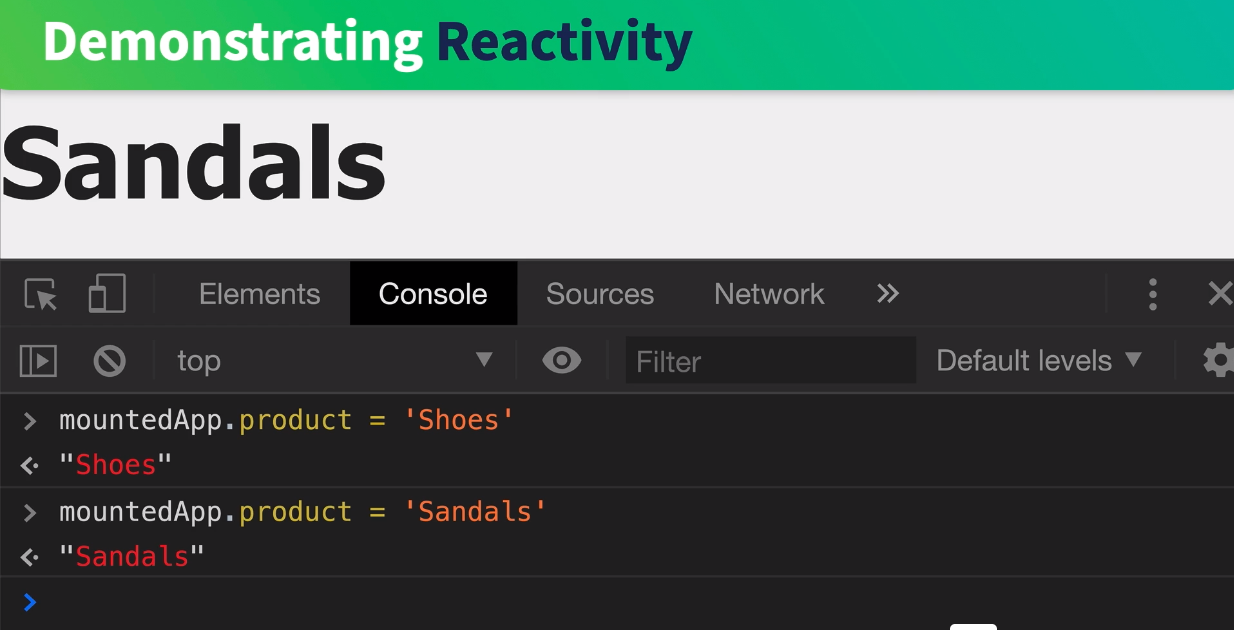 Demonstrating Reactivity
Sandals
Elements Console Sources Network
top Filter Default levels
mountedApp.product = 'Shoes'
"Shoes"
mountedApp.product = 'Sandals'
"Sandals"